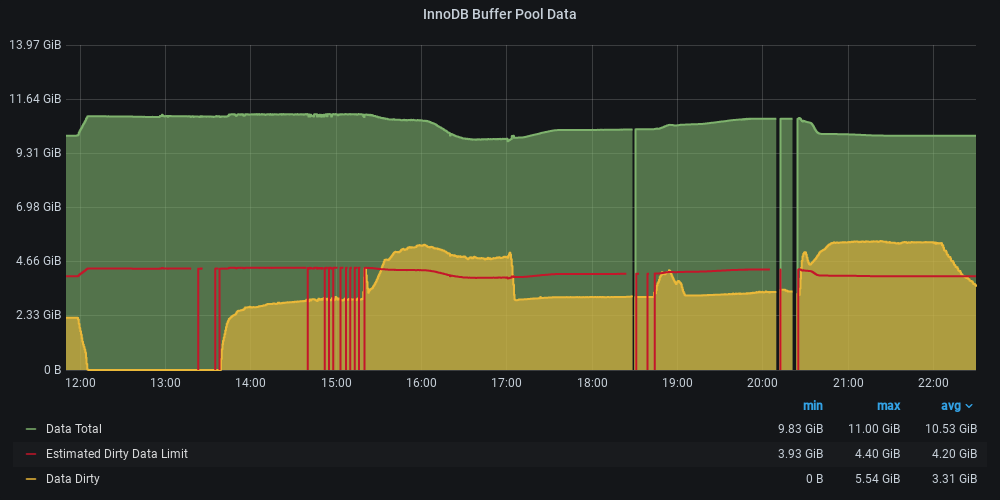 InnoDB Buffer Pool Data
13.97 GiB
11.64 GiB
9.31 GiB
6.98 GiB
4.66 GiB
2.33 GiB
0 B
12:00 13:00 14:00 15:00 16:00 17:00 18:00 19:00 20:00 21:00 22:00
min max avg
Data Total 9.83 GiB 11.00 GiB 10.53 GiB
Estimated Dirty Data Limit 3.93 GiB 4.40 GiB 4.20 GiB
Data Dirty 0 B 5.54 GiB 3.31 GiB